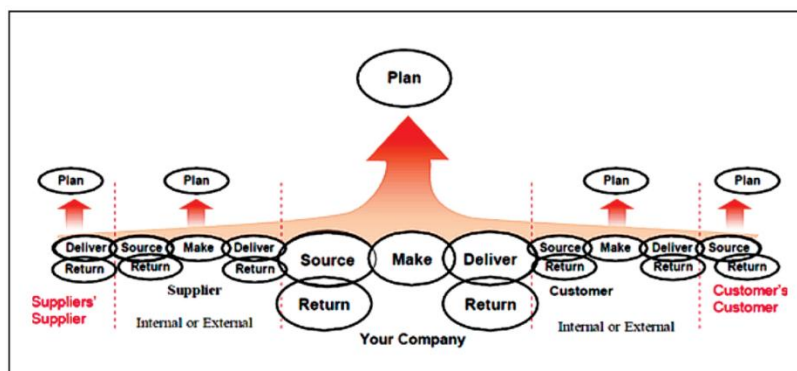 Plan
Plan
Plan
Plan
Plan
Deliver
Source
Make
Deliver
Source
Make
Deliver
Source
Make
Deliver
Source
Return
Return
Return
Return
Return
Return
Return
Return
Suppliers'
Supplier
Supplier
Internal or External
Your Company
Customer
Internal or External
Customer's
Customer